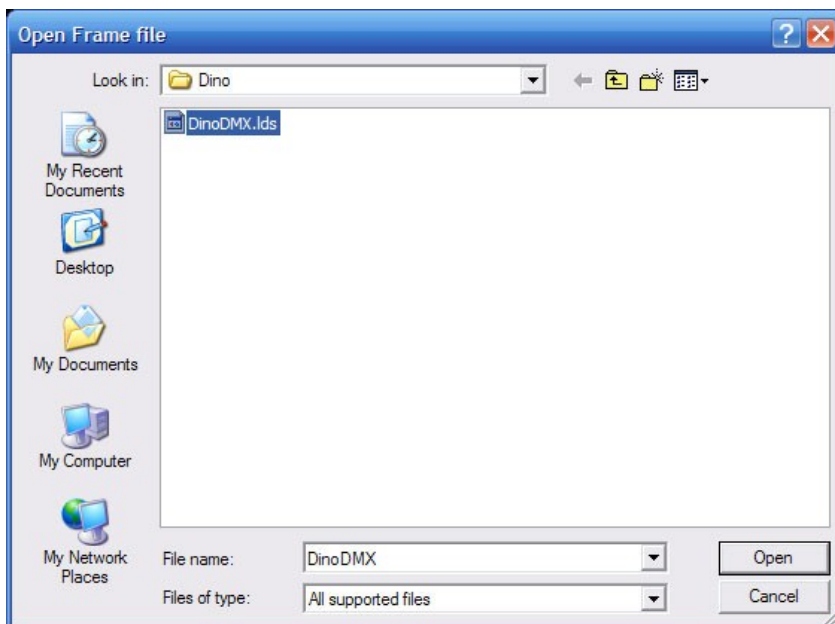 Open Frame file
Look in:
Dino
DinoDMX.lds
My Recent
Documents
Desktop
My Documents
My Computer
My Network
Places
File name:
DinoDMX
Open
Files of type:
All supported files
Cancel